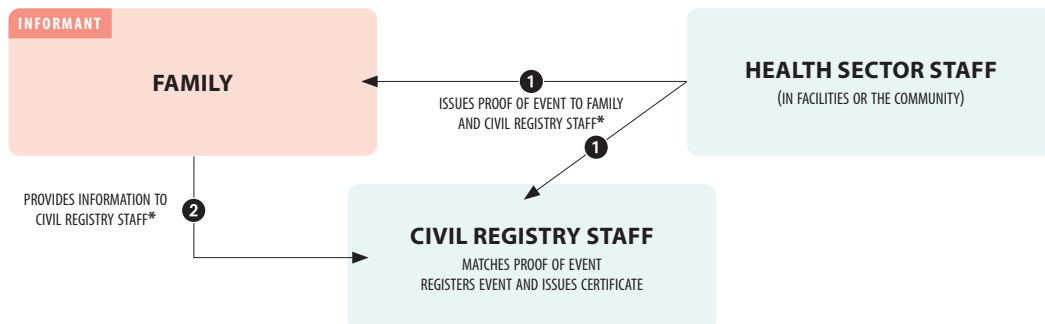 INFORMANT
FAMILY
HEALTH SECTOR STAFF
(IN FACILITIES OR THE COMMUNITY)
1
ISSUES PROOF OF EVENT TO FAMILY
AND CIVIL REGISTRY STAFF*
1
PROVIDES INFORMATION TO
CIVIL REGISTRY STAFF*
2
CIVIL REGISTRY STAFF
MATCHES PROOF OF EVENT
REGISTERS EVENT AND ISSUES CERTIFICATE